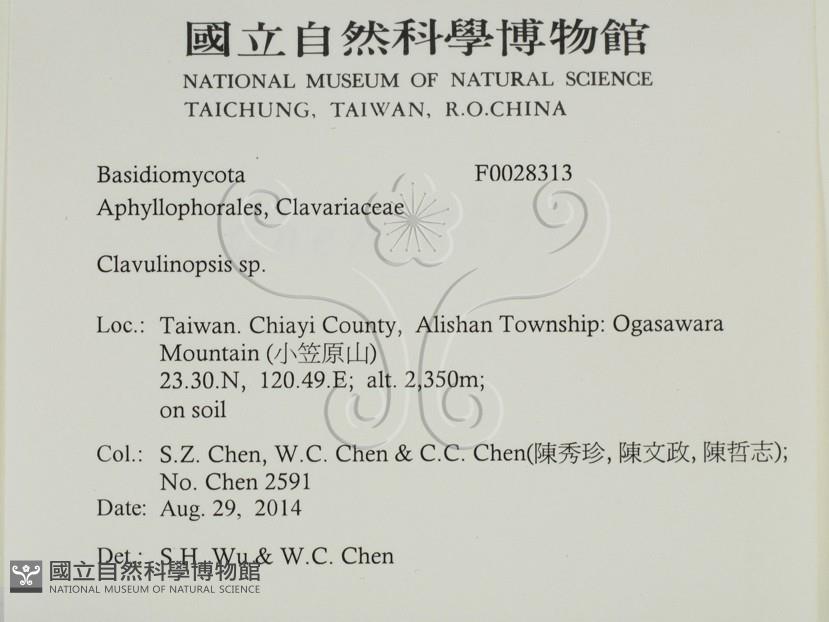 國立自然科學博物館
NATIONAL MUSEUM OF NATURAL SCIENCE
TAICHUNG, TAIWAN, R.O.CHINA
Basidiomycota F0028313
Aphyllophorales, Clavariaceae
Clavulinopsis sp.
Loc.: Taiwan. Chiayi County, Alishan Township: Ogasawara
Mountain (小笠原山)
23.30.N, 120.49.E; alt. 2,350m;
on soil
Col.: S.Z. Chen, W.C. Chen & C.C. Chen(陳秀珍, 陳文政, 陳哲志);
No. Chen 2591
Date: Aug. 29, 2014
Det.: S.H. Wu & W.C. Chen
國立自然科學博物館
NATIONAL MUSEUM OF NATURAL SCIENCE